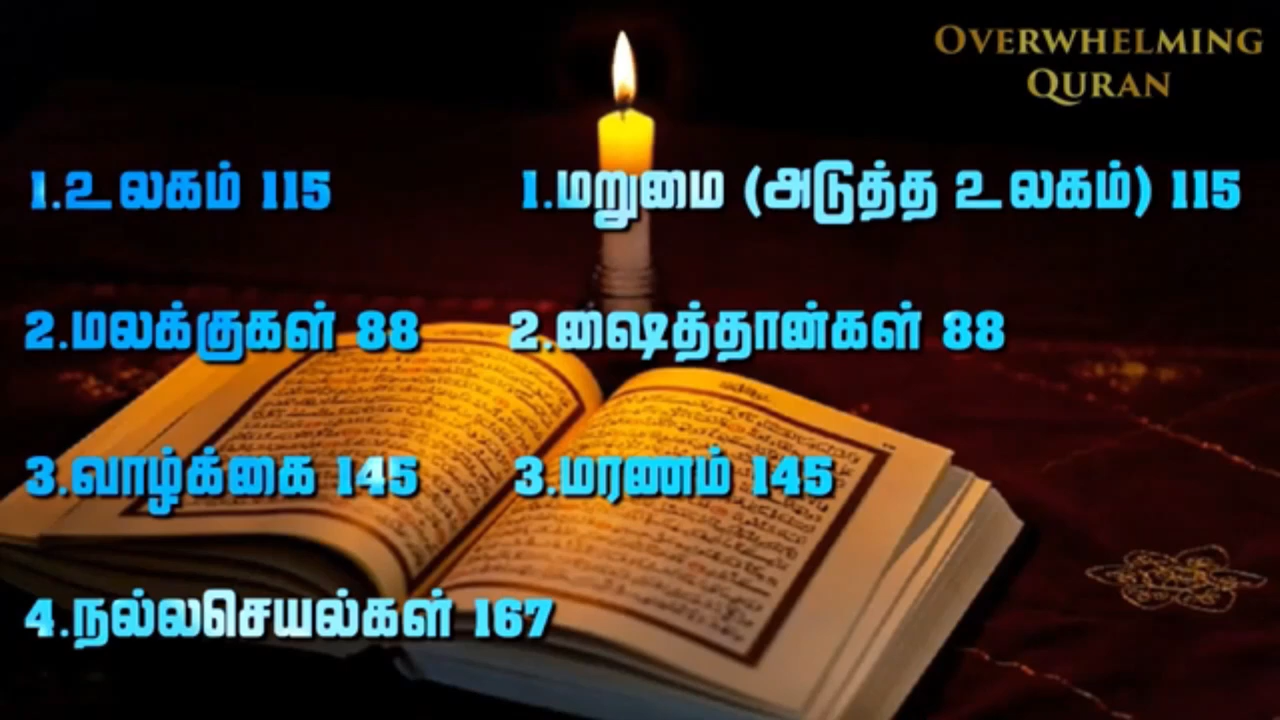 OVERWHELMING
QURAN
1.உலகம் 115
1.மறுமை (அடுத்த உலகம்) 115
2.மலக்குகள் 88
2.ஷைத்தான்கள் 88
3.வாழ்க்கை 145
3.மரணம் 145
4.நல்லசெயல்கள் 167